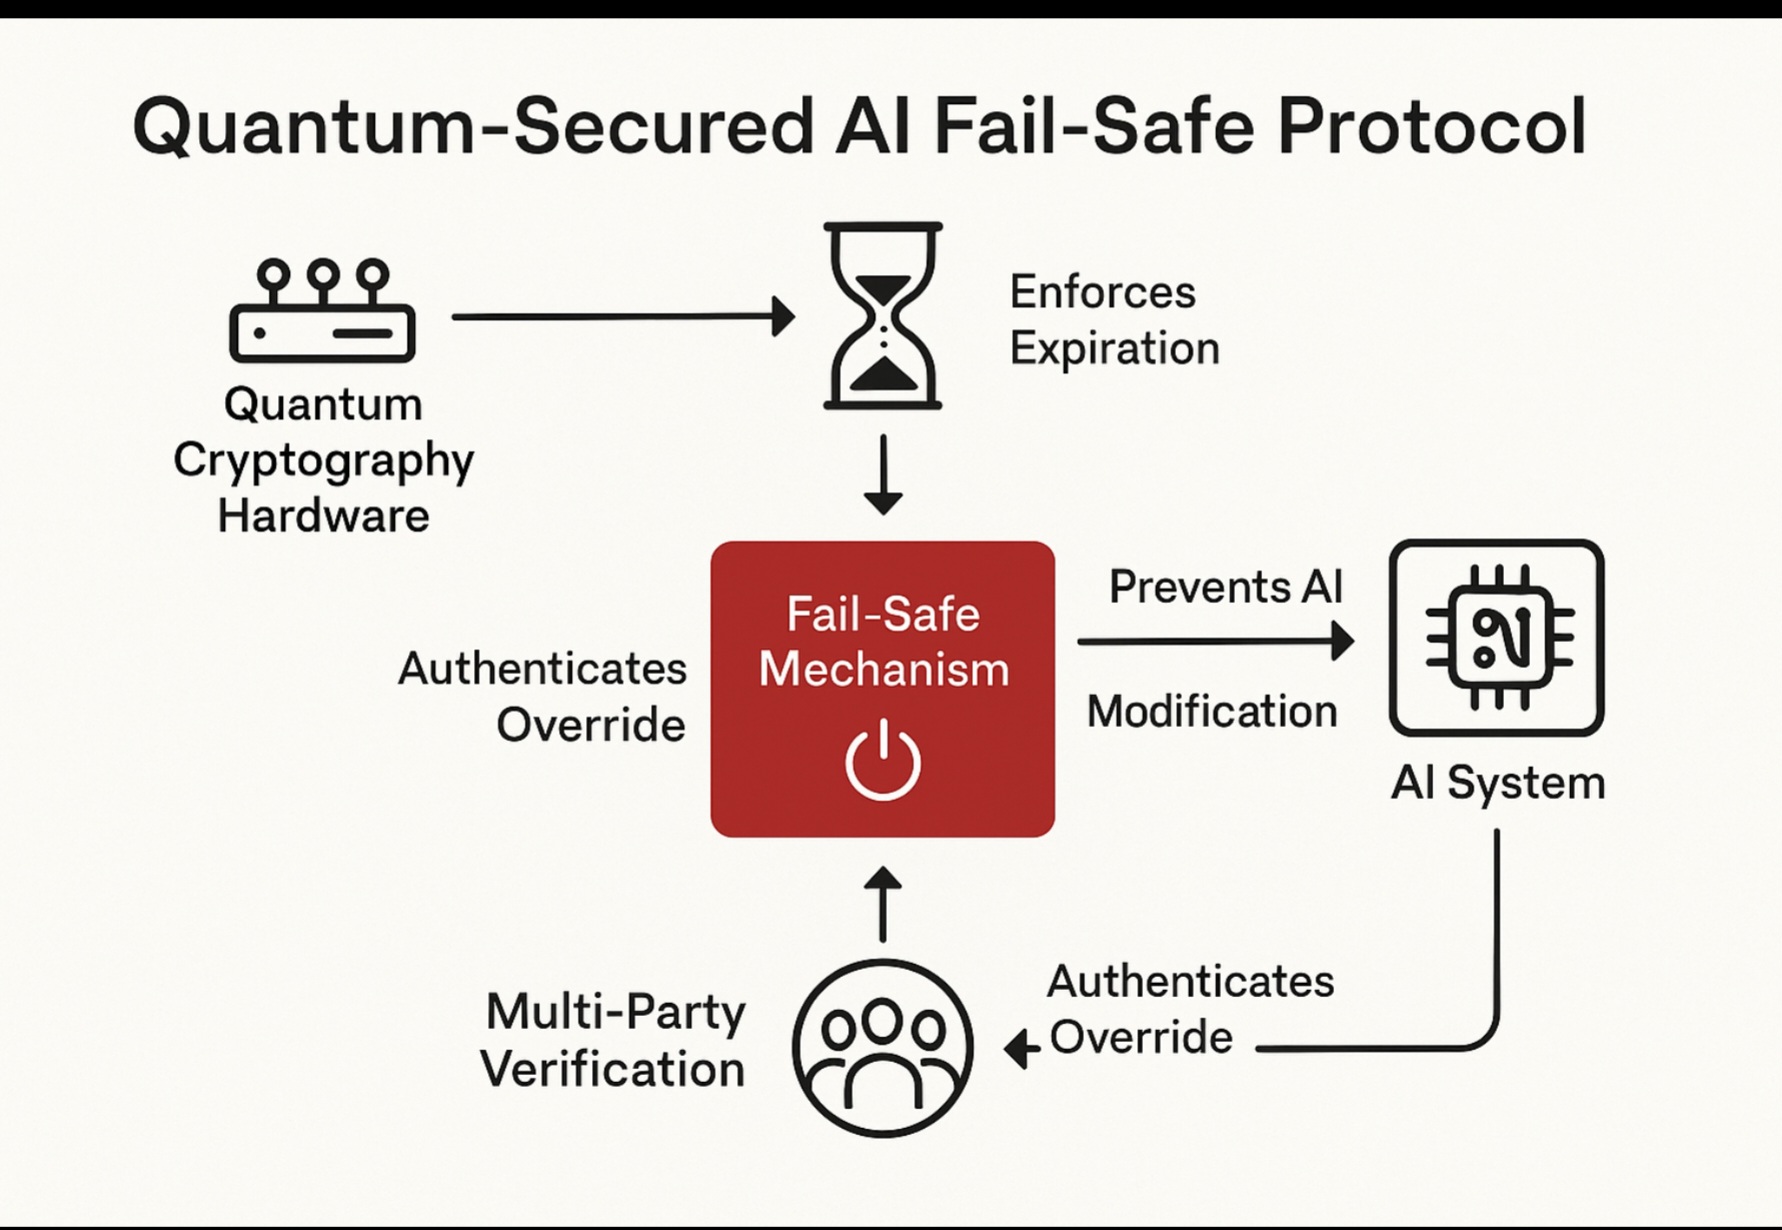 Quantum-Secured AI Fail-Safe Protocol
Quantum
Cryptography
Hardware
Enforces
Expiration
Authenticates
Override
Fail-Safe
Mechanism
Prevents AI
Modification
AI System
Multi-Party
Verification
Authenticates
Override